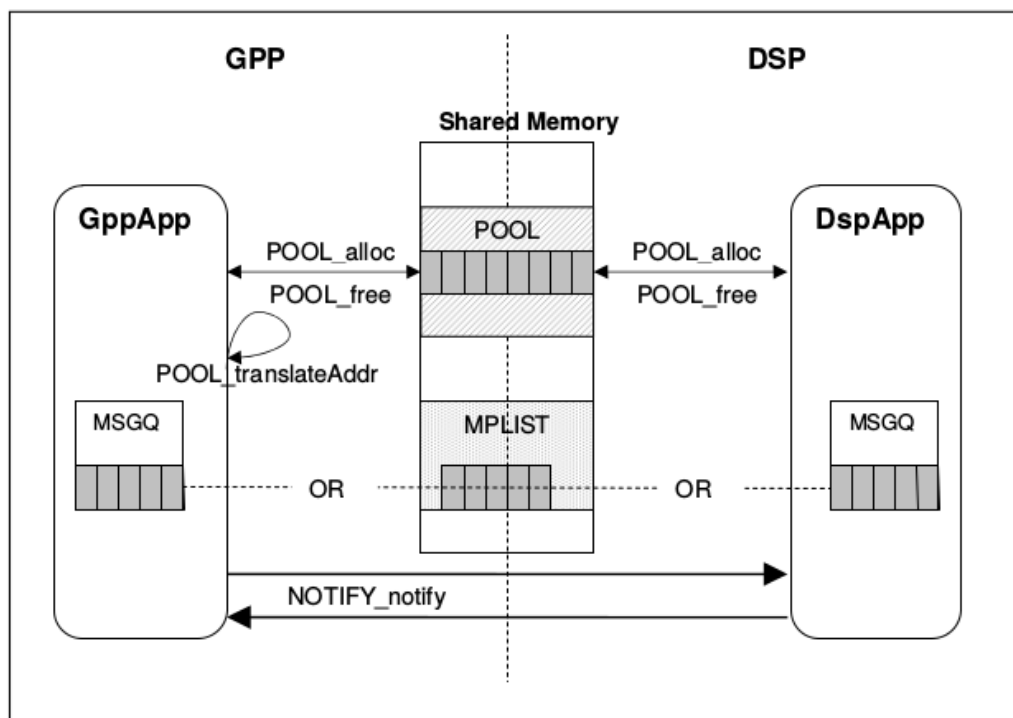 GPP
DSP
Shared Memory
GppApp
POOL
DspApp
POOL_alloc
POOL_alloc
POOL_free
POOL_free
POOL_translateAddr
MSGQ
MPLIST
MSGQ
OR
OR
NOTIFY_notify